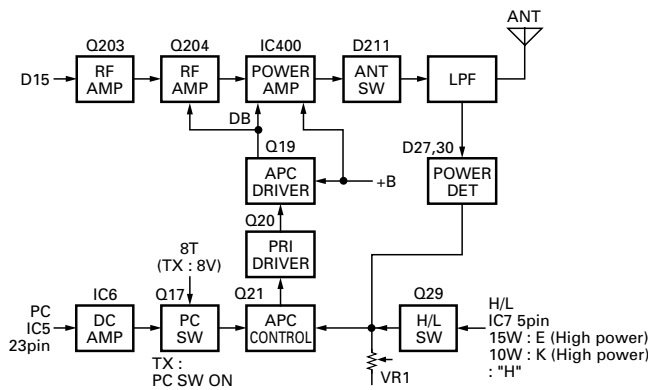 ANT
Q203
Q204
IC400
D211
D15
RF
AMP
RF
AMP
POWER
AMP
ANT
SW
LPF
DB
Q19
D27,30
APC
DRIVER
+B
POWER
DET
Q20
PRI
DRIVER
8T
(TX : 8V)
PC
IC5
23pin
IC6
DC
AMP
Q17
PC
SW
Q21
APC
CONTROL
Q29
H/L
SW
H/L
IC7 5pin
15W : E (High power)
10W : K (High power)
: "H"
TX :
PC SW ON
VR1